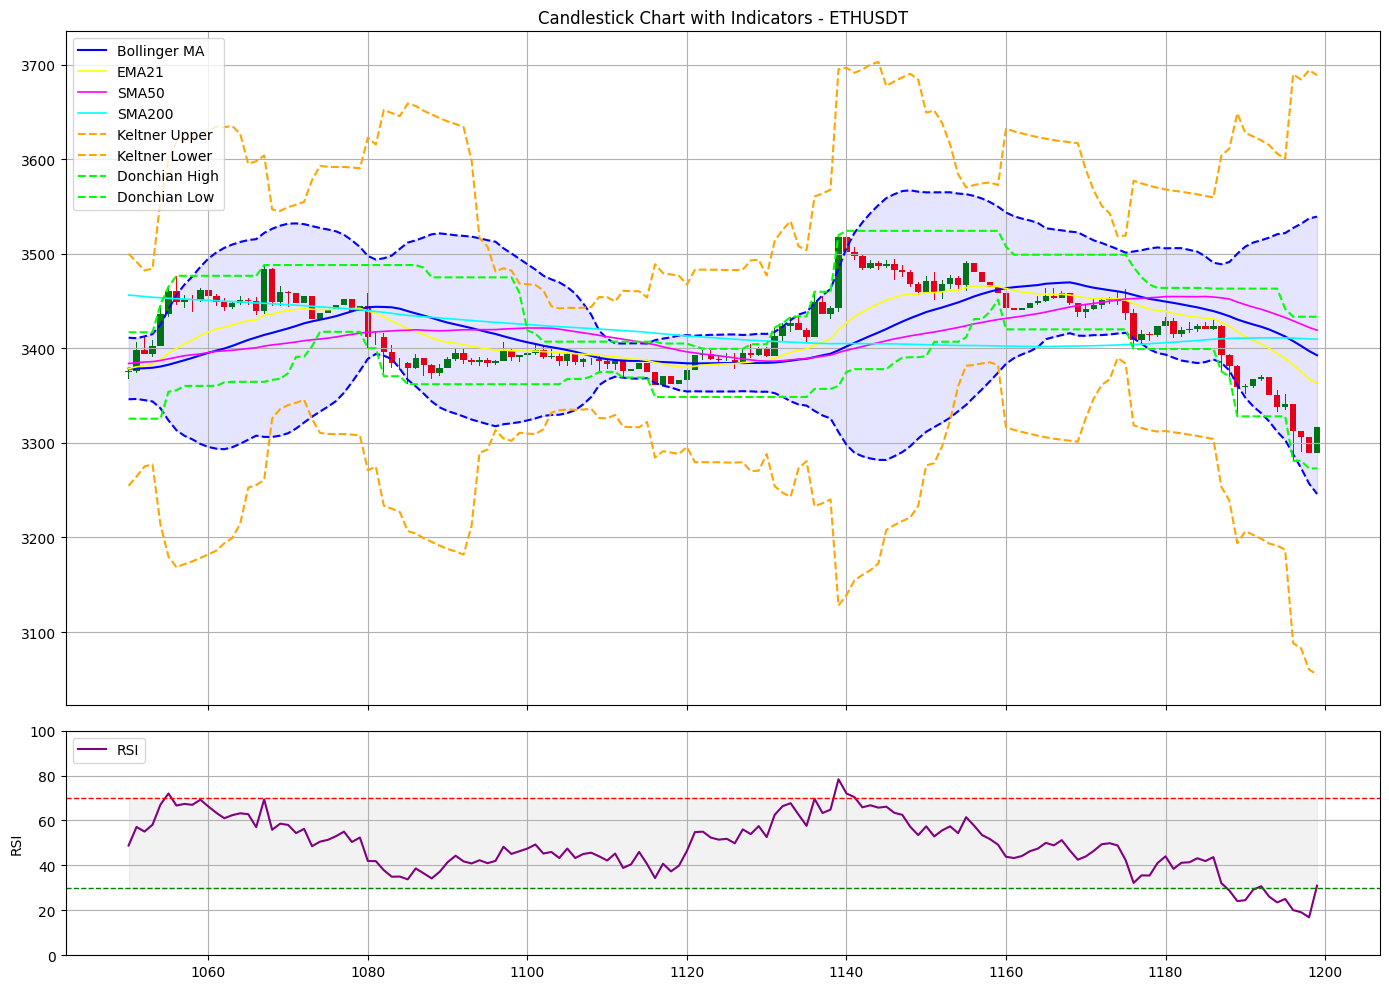 Candlestick Chart with Indicators - ETHUSDT
Bollinger MA
EMA21
SMA50
SMA200
Keltner Upper
Keltner Lower
Donchian High
Donchian Low
3700
3600
3500
3400
3300
3200
3100
RSI
100
80
60
40
20
0
RSI
1060
1080
1100
1120
1140
1160
1180
1200